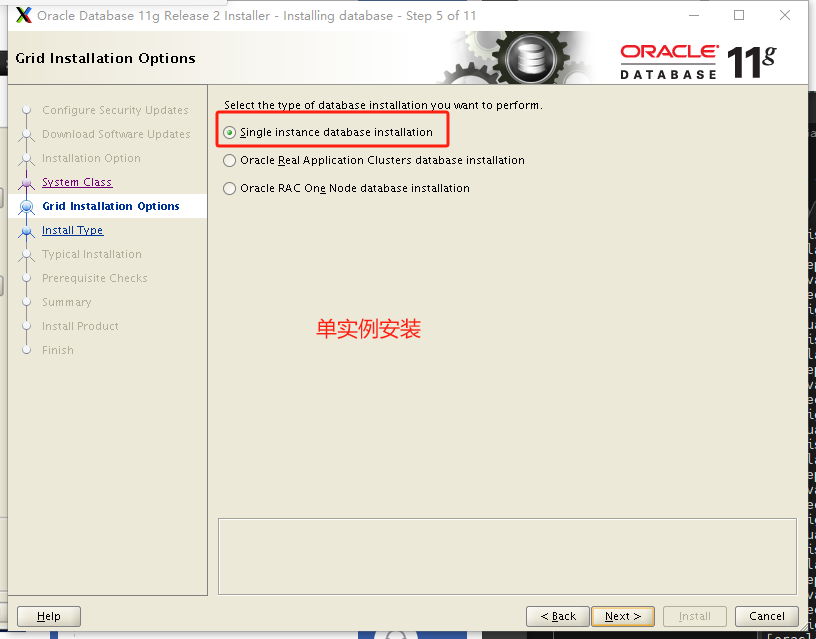 Oracle Database 11g Release 2 Installer - Installing database - Step 5 of 11
Grid Installation Options
ORACLE
DATABASE
11g
Configure Security Updates
Download Software Updates
Installation Option
System Class
Grid Installation Options
Install Type
Typical Installation
Prerequisite Checks
Summary
Install Product
Finish
Select the type of database installation you want to perform.
Single instance database installation
Oracle Real Application Clusters database installation
Oracle RAC One Node database installation
单实例安装
Help
< Back
Next >
Install
Cancel